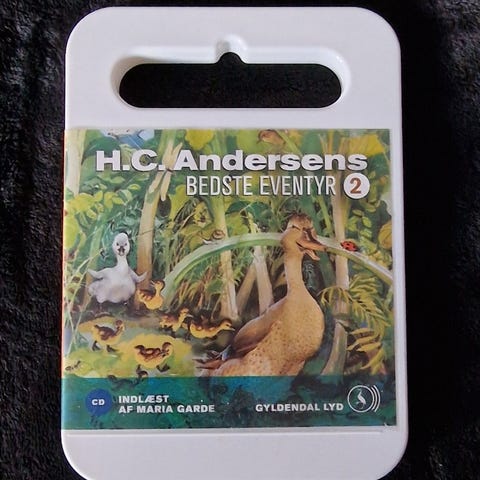 H.C. Andersens
BEDSTE EVENTYR 2
CD
INDLÆST
AF MARIA GARDE
GYLDENDAL LYD